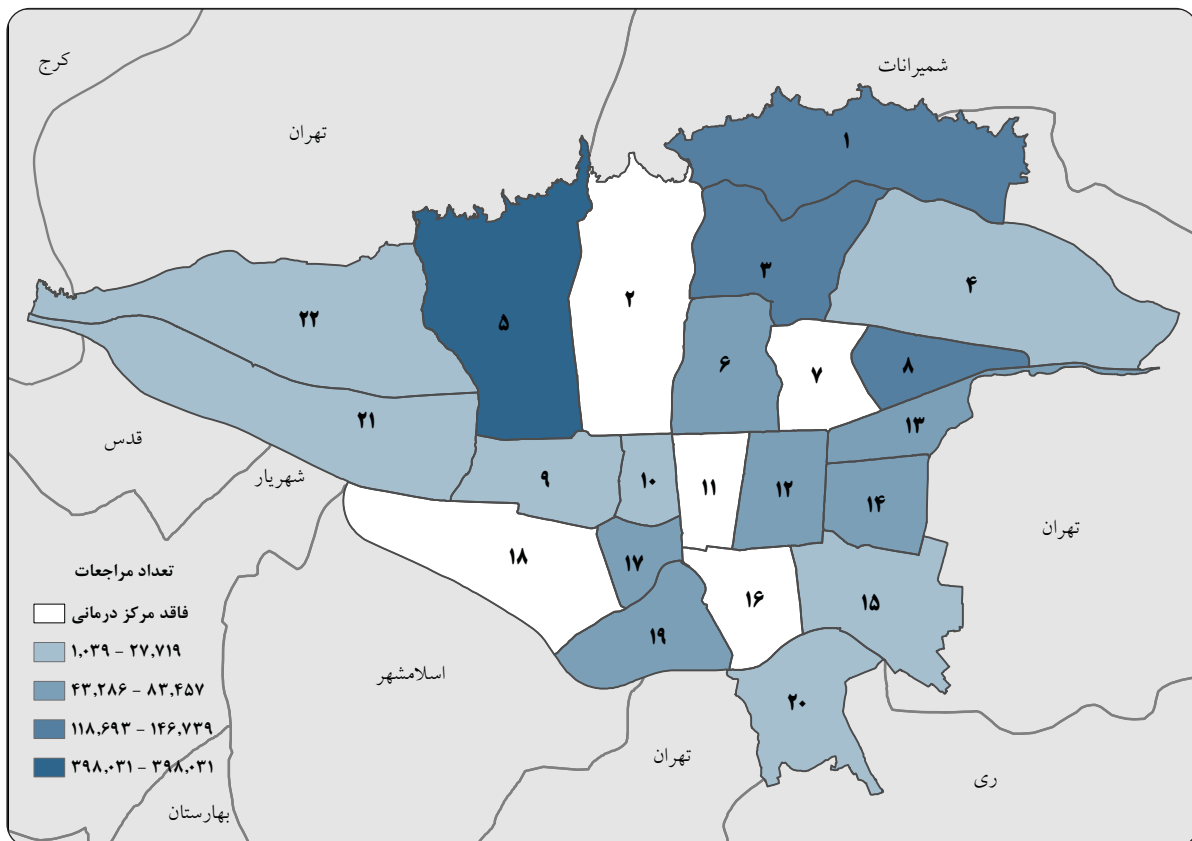 کرج
شمیرانات
تهران
۱
۲
۳
۴
۵
۲۲
۶
۷
۸
۲۱
۱۳
قدس
شهریار
۹
۱۰
۱۱
۱۲
۱۴
تهران
۱۸
۱۷
۱۶
۱۵
۱۹
۲۰
اسلامشهر
تهران
ری
بهارستان
تعداد مراجعات
فاقد مرکز درمانی
۱,۰۳۹ - ۲۷,۷۱۹
۴۳,۲۸۶ - ۸۳,۴۵۷
۱۱۸,۶۹۳ - ۱۴۶,۷۳۹
۳۹۸,۰۳۱ - ۳۹۸,۰۳۱